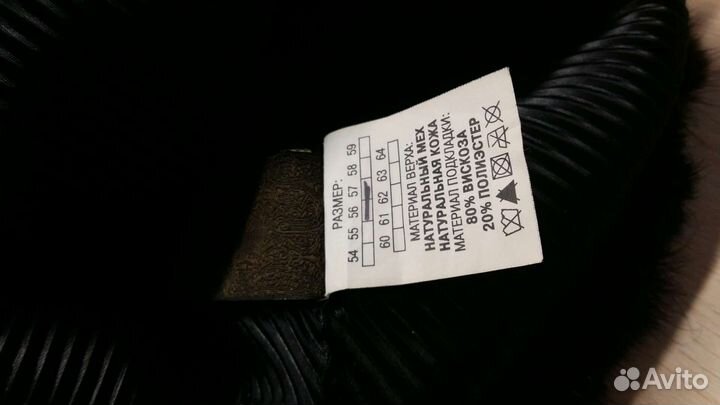 РАЗМЕР:
54 55 56 57 58 59
60 61 62 63 64
МАТЕРИАЛ ВЕРХА:
НАТУРАЛЬНЫЙ МЕХ
НАТУРАЛЬНАЯ КОЖА
МАТЕРИАЛ ПОДКЛАДКИ:
80% ВИСКОЗА
20% ПОЛИЭСТЕР
Avito